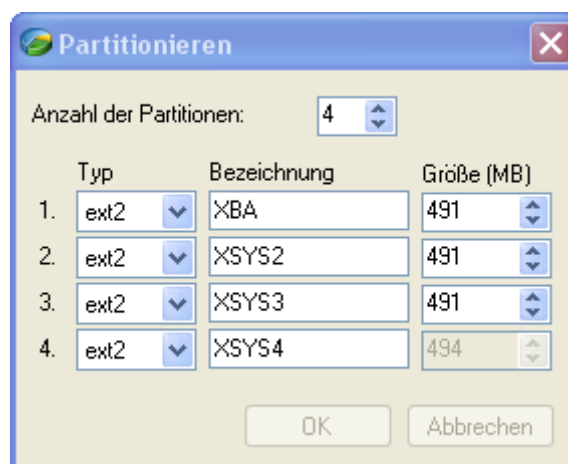 Partitionieren
Anzahl der Partitionen: 4
Typ Bezeichnung Größe (MB)
1. ext2 XBA 491
2. ext2 XSYS2 491
3. ext2 XSYS3 491
4. ext2 XSYS4 494
OK Abbrechen